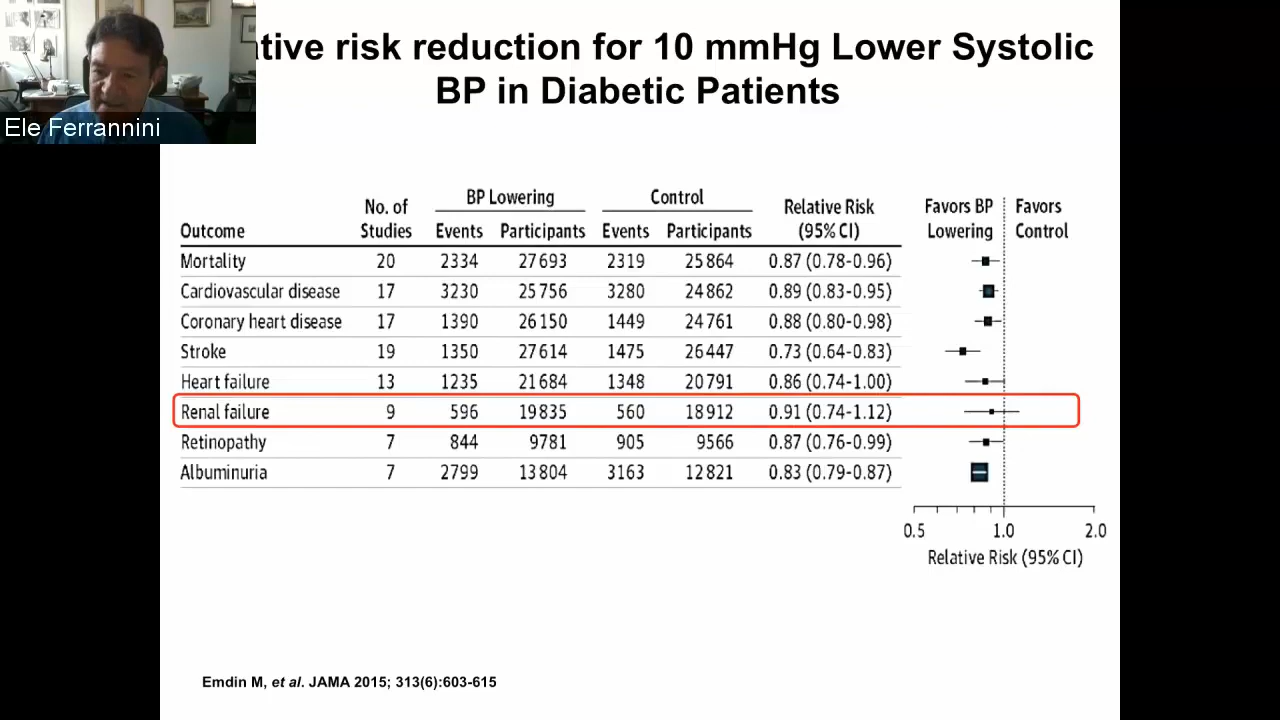 tive risk reduction for 10 mmHg Lower Systolic
BP in Diabetic Patients
Ele Ferrannini
Outcome No. of Studies BP Lowering Events BP Lowering Participants Control Events Control Participants Relative Risk (95% CI) Favors BP Lowering Favors Control
Mortality 20 2334 27693 2319 25864 0.87 (0.78-0.96)
Cardiovascular disease 17 3230 25756 3280 24862 0.89 (0.83-0.95)
Coronary heart disease 17 1390 26150 1449 24761 0.88 (0.80-0.98)
Stroke 19 1350 27614 1475 26447 0.73 (0.64-0.83)
Heart failure 13 1235 21684 1348 20791 0.86 (0.74-1.00)
Renal failure 9 596 19835 560 18912 0.91 (0.74-1.12)
Retinopathy 7 844 9781 905 9566 0.87 (0.76-0.99)
Albuminuria 7 2799 13804 3163 12821 0.83 (0.79-0.87)
0.5 1.0 2.0
Relative Risk (95% CI)
Emdin M, et al. JAMA 2015; 313(6):603-615